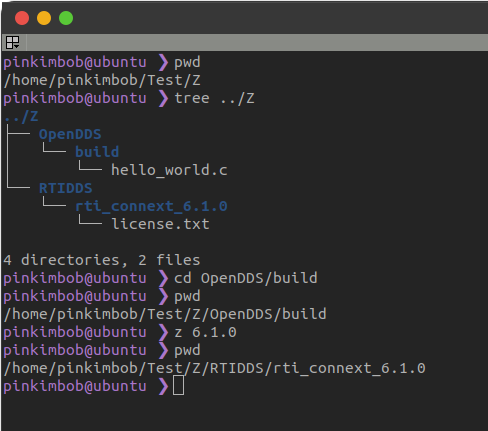 pinkimbob@ubuntu ❯ pwd
/home/pinkimbob/Test/Z
pinkimbob@ubuntu ❯ tree ../Z
../Z
├── OpenDDS
│   └── build
│       └── hello_world.c
└── RTIDDS
    └── rti_connext_6.1.0
        └── license.txt
4 directories, 2 files
pinkimbob@ubuntu ❯ cd OpenDDS/build
pinkimbob@ubuntu ❯ pwd
/home/pinkimbob/Test/Z/OpenDDS/build
pinkimbob@ubuntu ❯ z 6.1.0
pinkimbob@ubuntu ❯ pwd
/home/pinkimbob/Test/Z/RTIDDS/rti_connext_6.1.0
pinkimbob@ubuntu ❯